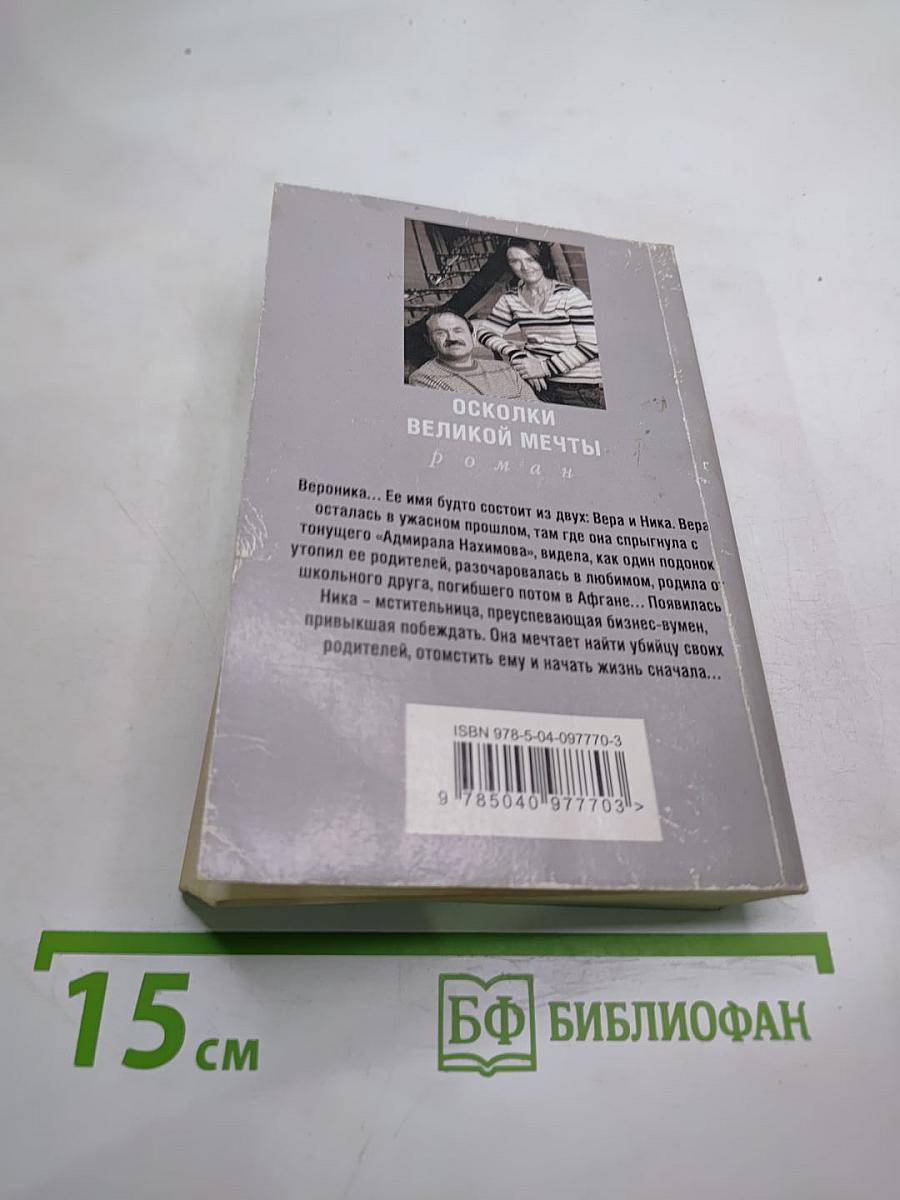 ОСКОЛКИ
ВЕЛИКОЙ МЕЧТЫ
роман
Вероника... Ее имя будто состоит из двух: Вера и Ника. Вера
осталась в ужасном прошлом, там где она спрыгнула с
тонущего «Адмирала Нахимова», видела, как один подонок
утопил ее родителей, разочаровалась в любимом, родила от
школьного друга, погибшего потом в Афгане... Появилась
Ника – мстительница, преуспевающая бизнес-вумен,
привыкшая побеждать. Она мечтает найти убийцу своих
родителей, отомстить ему и начать жизнь сначала...
ISBN 978-5-04-097770-3
9 785040 977703 >
15 см
БФ БИБЛИОФАН